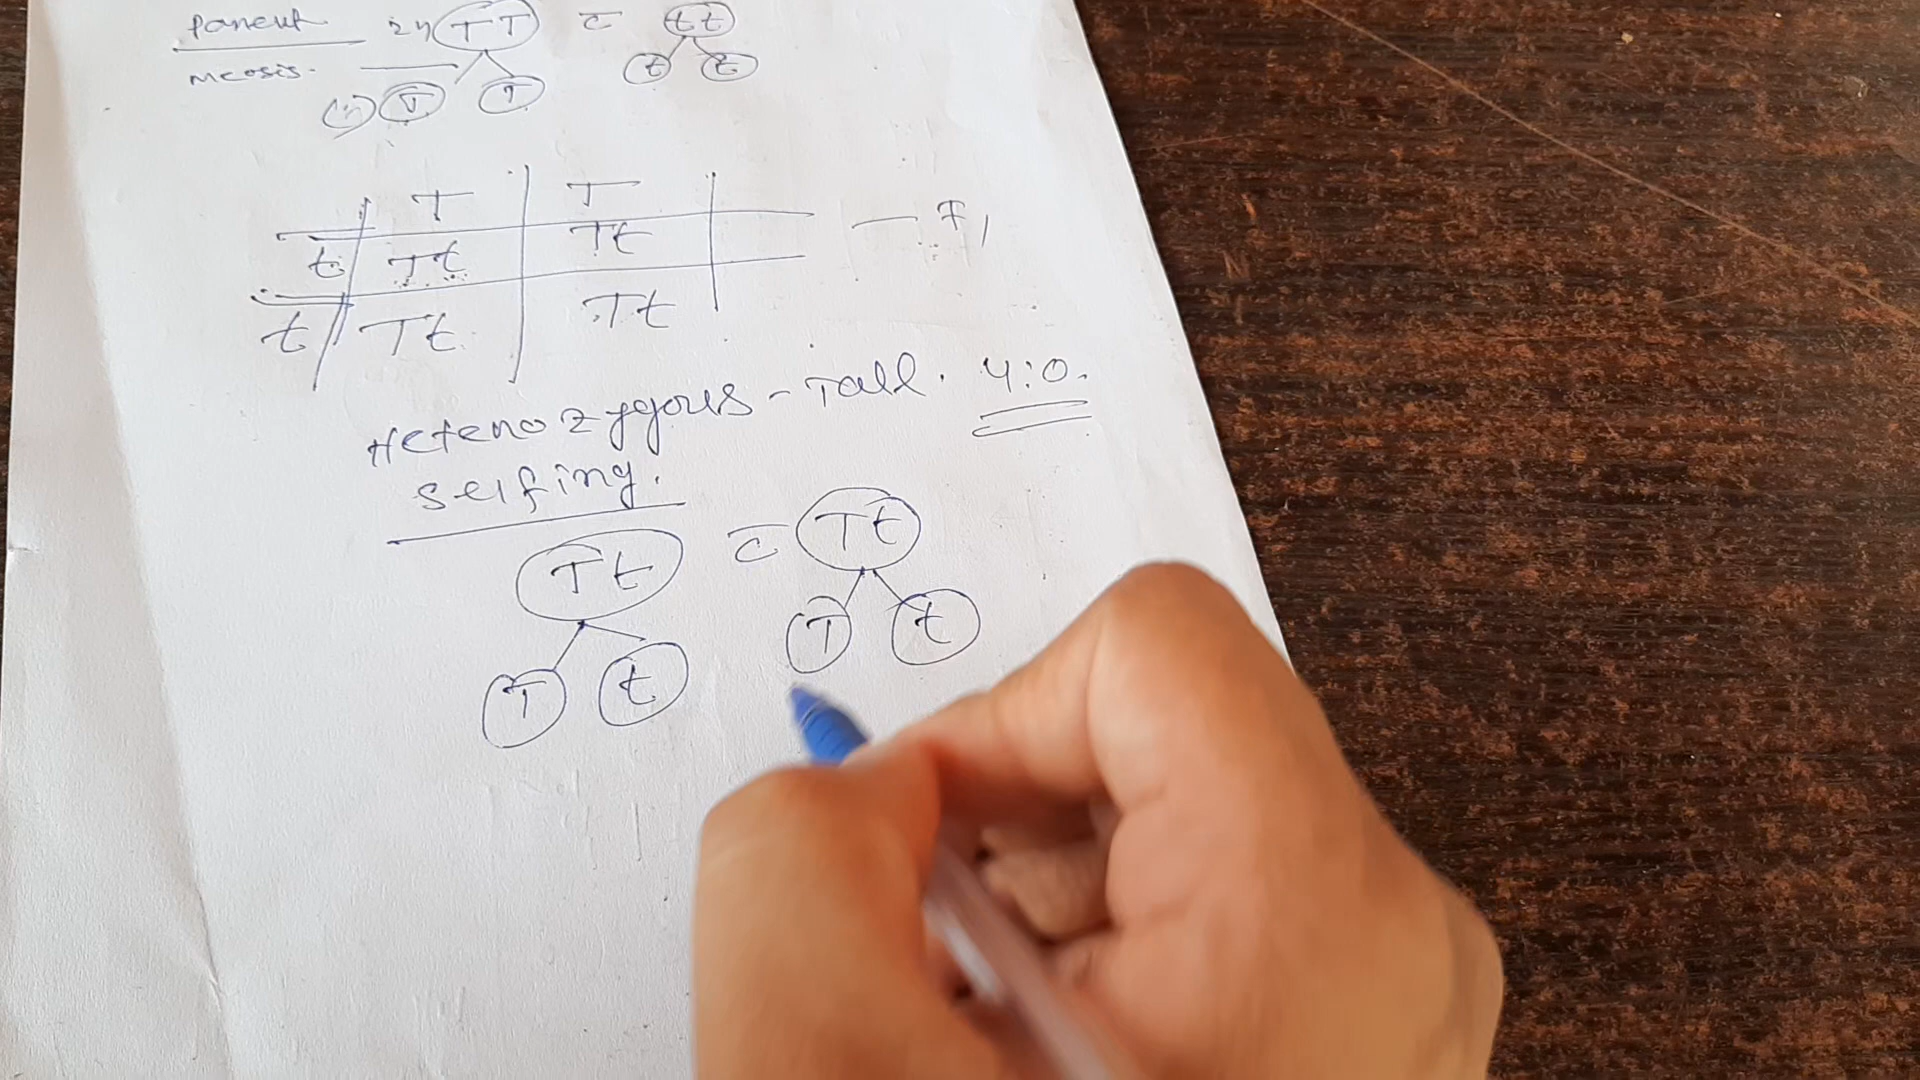 Parent 2n TT c tt
meosis. T T t t
T T
t Tt Tt — F1
t Tt Tt
Heterozygous - Tall. 4:0.
selfing.
Tt c Tt
T t T t